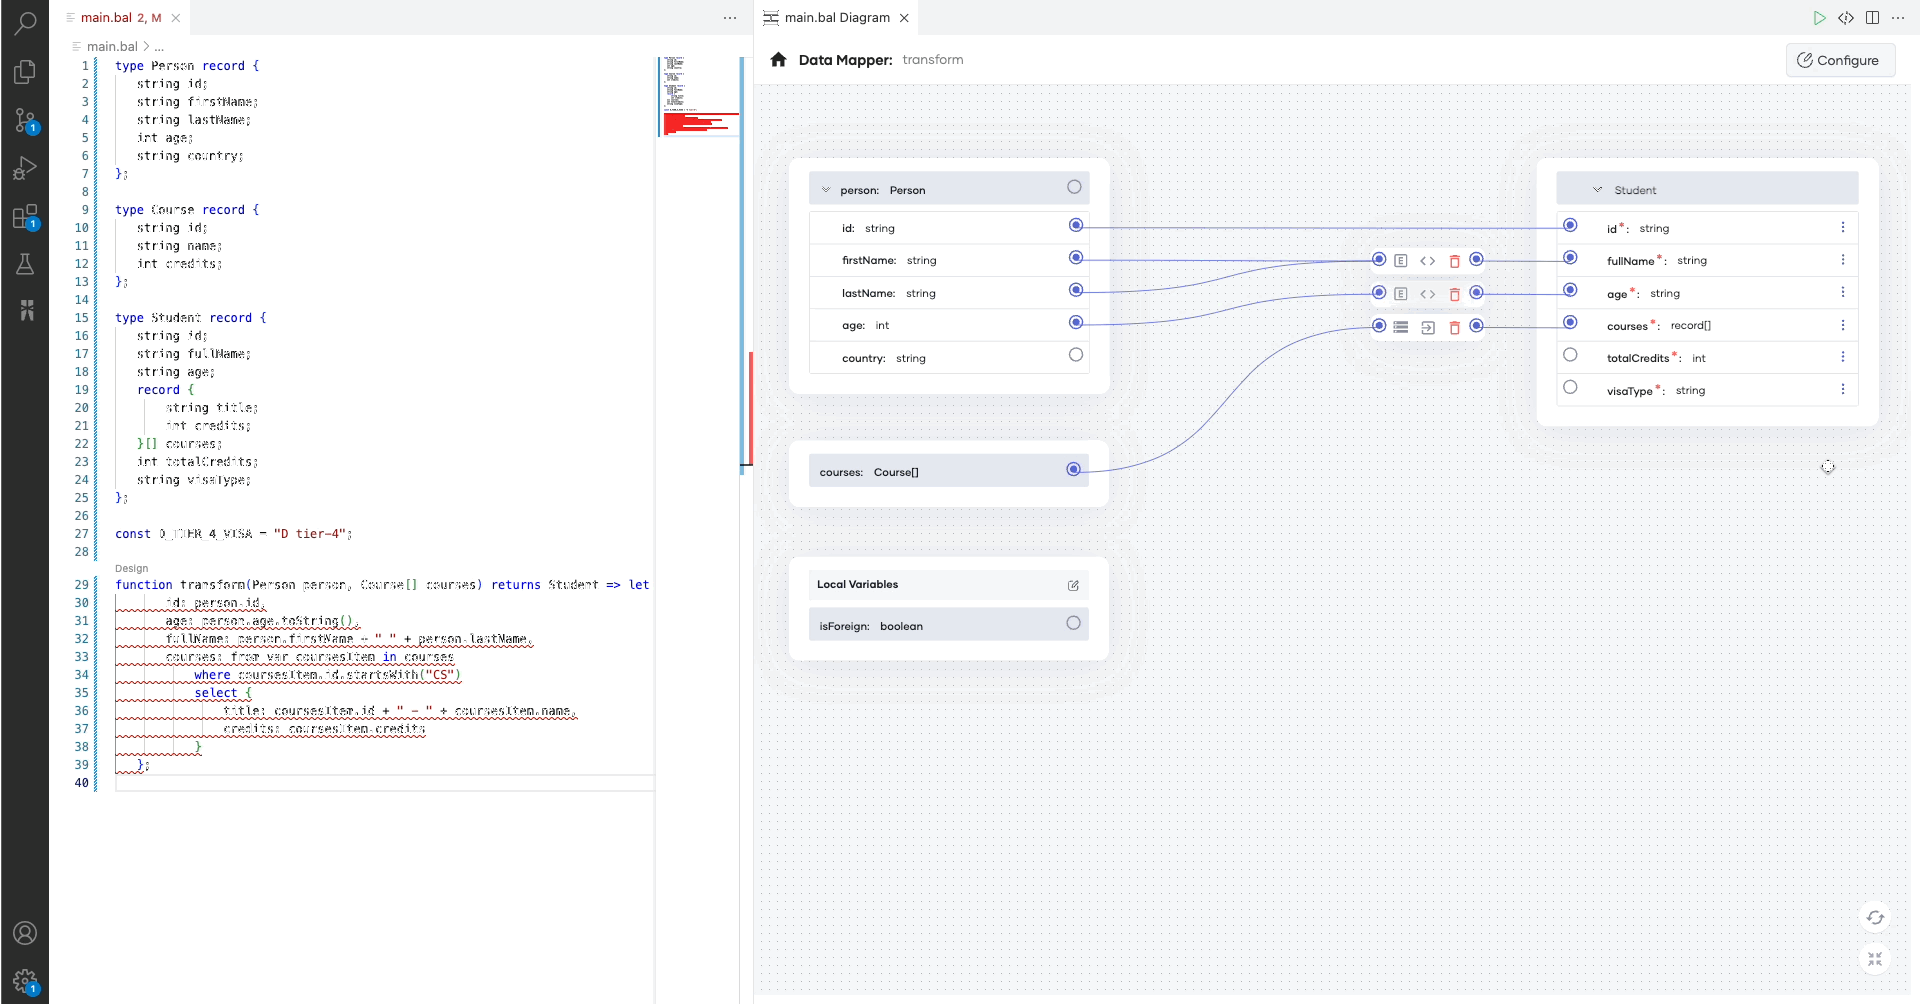 main.bal 2, M
main.bal > ...
1 type Person record {
2 string id;
3 string firstName;
4 string lastName;
5 int age;
6 string country;
7 };
8
9 type Course record {
10 string id;
11 string name;
12 int credits;
13 };
14
15 type Student record {
16 string id;
17 string fullName;
18 string age;
19 record {
20 string title;
21 int credits;
22 }[] courses;
23 int totalCredits;
24 string visaType;
25 };
26
27 const D_TIER_4_VISA = "D tier-4";
28
Design
29 function transform(Person person, Course[] courses) returns Student => let
30 id: person.id,
31 age: person.age.toString(),
32 fullName: person.firstName + " " + person.lastName,
33 courses: from var coursesItem in courses
34 where coursesItem.id.startsWith("CS")
35 select {
36 title: coursesItem.id + " - " + coursesItem.name,
37 credits: coursesItem.credits
38 }
39 };
40
1
1
1
main.bal Diagram
Data Mapper: transform
Configure
person: Person
id: string
firstName: string
lastName: string
age: int
country: string
courses: Course[]
Local Variables
isForeign: boolean
E
E
Student
id*: string
fullName*: string
age*: string
courses*: record[]
totalCredits*: int
visaType*: string